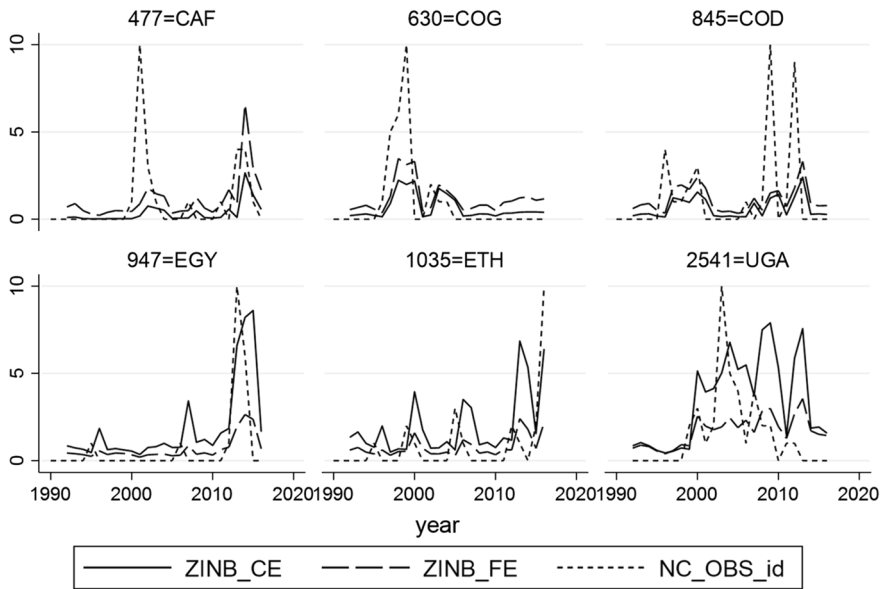 477=CAF 630=COG 845=COD
10
5
0
947=EGY 1035=ETH 2541=UGA
10
5
0
1990 2000 2010 2020 1990 2000 2010 2020 1990 2000 2010 2020
year
ZINB_CE ZINB_FE NC_OBS_id